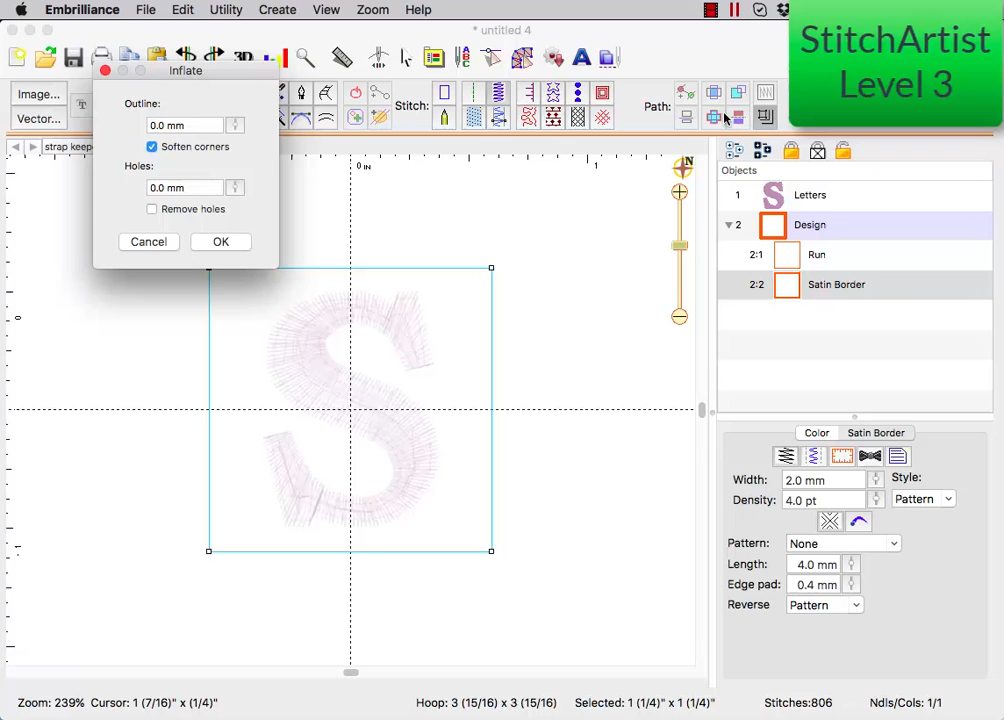 Embrilliance File Edit Utility Create View Zoom Help
* untitled 4
StitchArtist
Level 3
Inflate
Outline:
0.0 mm
Soften corners
Holes:
0.0 mm
Remove holes
Cancel OK
Image...
Vector...
3D
ABC
A
Stitch:
Path:
strap keep
0 IN
1
N
0
-1
Objects
1 Letters
2 Design
2:1 Run
2:2 Satin Border
Color Satin Border
Width: 2.0 mm Style:
Density: 4.0 pt Pattern
Pattern: None
Length: 4.0 mm
Edge pad: 0.4 mm
Reverse Pattern
Zoom: 239% Cursor: 1 (7/16)" x (1/4)" Hoop: 3 (15/16) x 3 (15/16) Selected: 1 (1/4)" x 1 (1/4)" Stitches:806 Ndls/Cols: 1/1